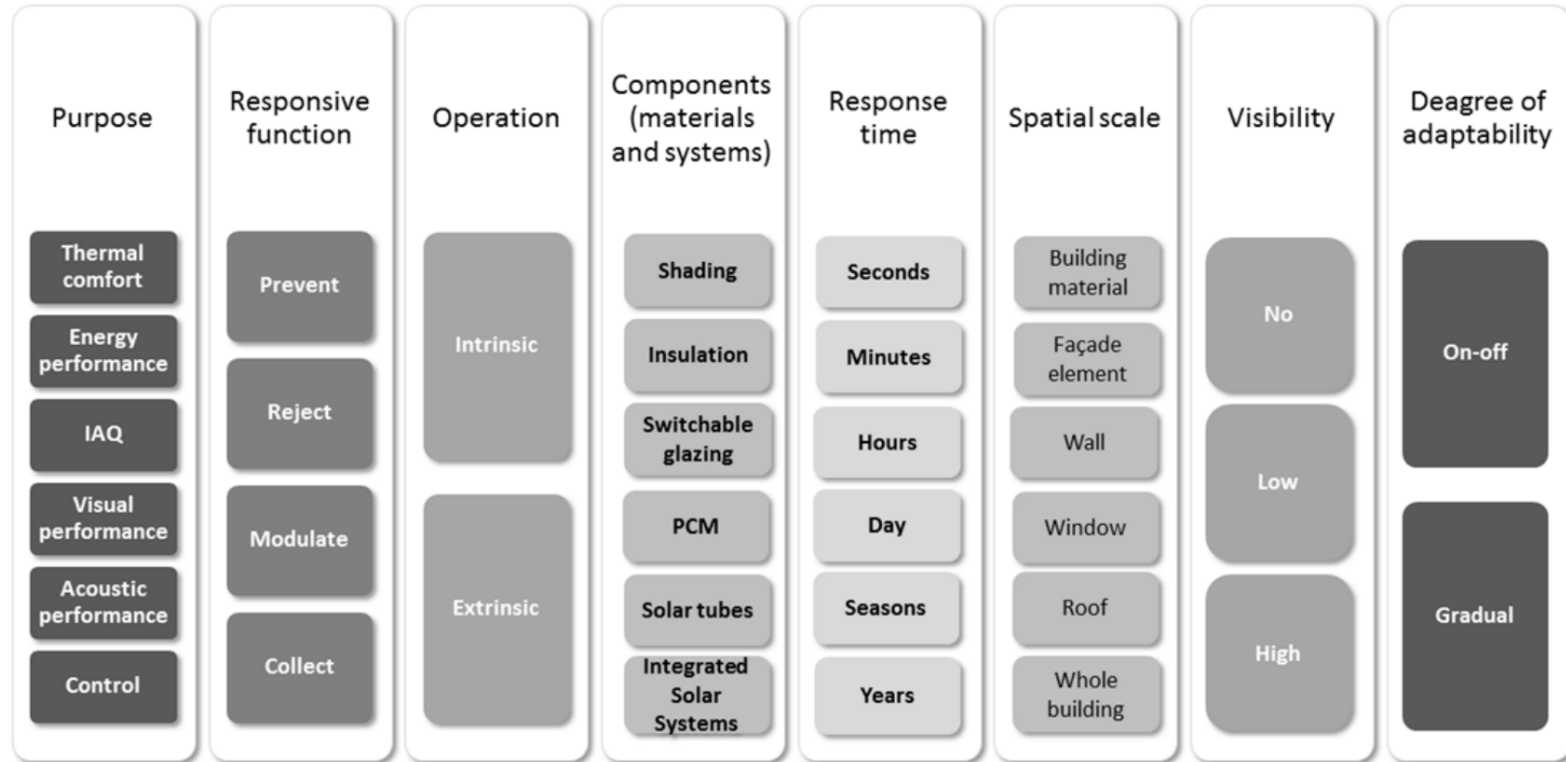 Purpose
Thermal
comfort
Energy
performance
IAQ
Visual
performance
Acoustic
performance
Control
Responsive
function
Prevent
Reject
Modulate
Collect
Operation
Intrinsic
Extrinsic
Components
(materials
and systems)
Shading
Insulation
Switchable
glazing
PCM
Solar tubes
Integrated
Solar
Systems
Response
time
Seconds
Minutes
Hours
Day
Seasons
Years
Spatial scale
Building
material
Façade
element
Wall
Window
Roof
Whole
building
Visibility
No
Low
High
Deagree of
adaptability
On-off
Gradual